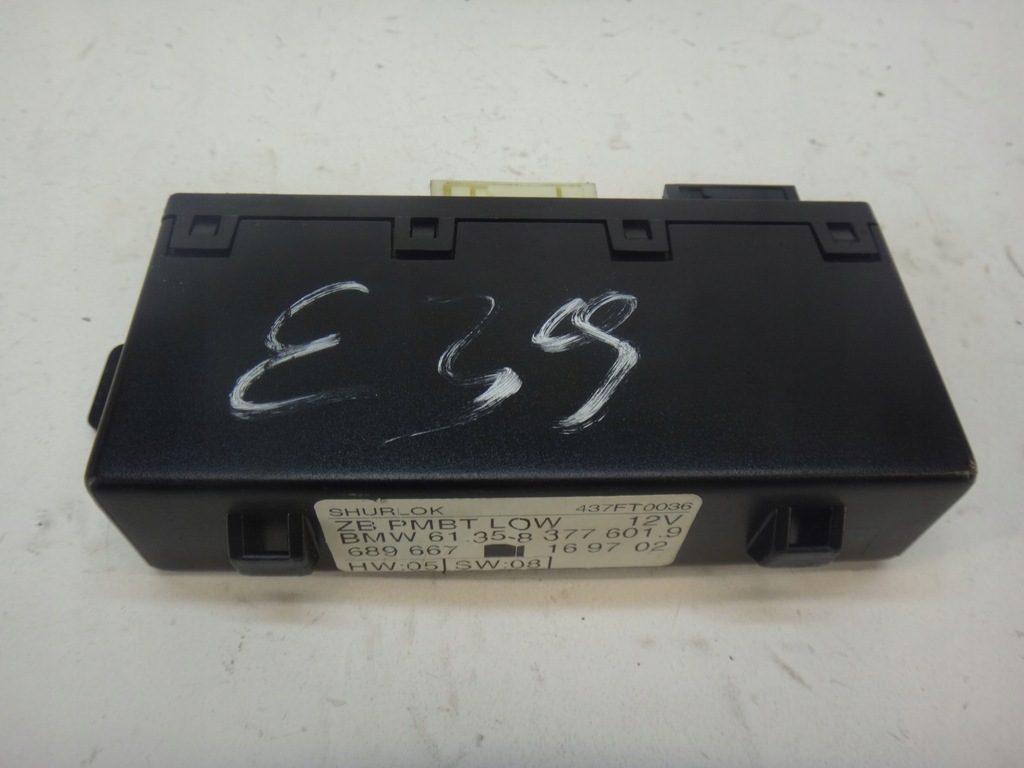 E39
SHURLOK 437FT0036
ZB PMBT LOW 12V
BMW 61.35-8 377 601.9
689 667 16 97 02
HW:05 SW:08